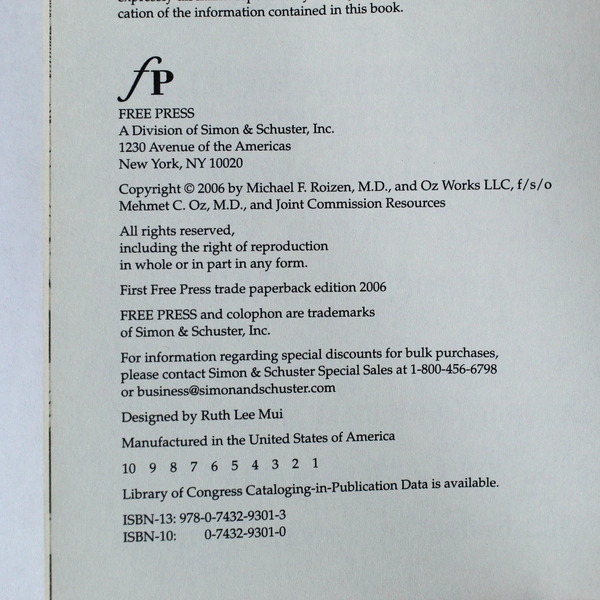 cation of the information contained in this book.
fP
FREE PRESS
A Division of Simon & Schuster, Inc.
1230 Avenue of the Americas
New York, NY 10020
Copyright © 2006 by Michael F. Roizen, M.D., and Oz Works LLC, f/s/o
Mehmet C. Oz, M.D., and Joint Commission Resources
All rights reserved,
including the right of reproduction
in whole or in part in any form.
First Free Press trade paperback edition 2006
FREE PRESS and colophon are trademarks
of Simon & Schuster, Inc.
For information regarding special discounts for bulk purchases,
please contact Simon & Schuster Special Sales at 1-800-456-6798
or business@simonandschuster.com
Designed by Ruth Lee Mui
Manufactured in the United States of America
10 9 8 7 6 5 4 3 2 1
Library of Congress Cataloging-in-Publication Data is available.
ISBN-13: 978-0-7432-9301-3
ISBN-10: 0-7432-9301-0